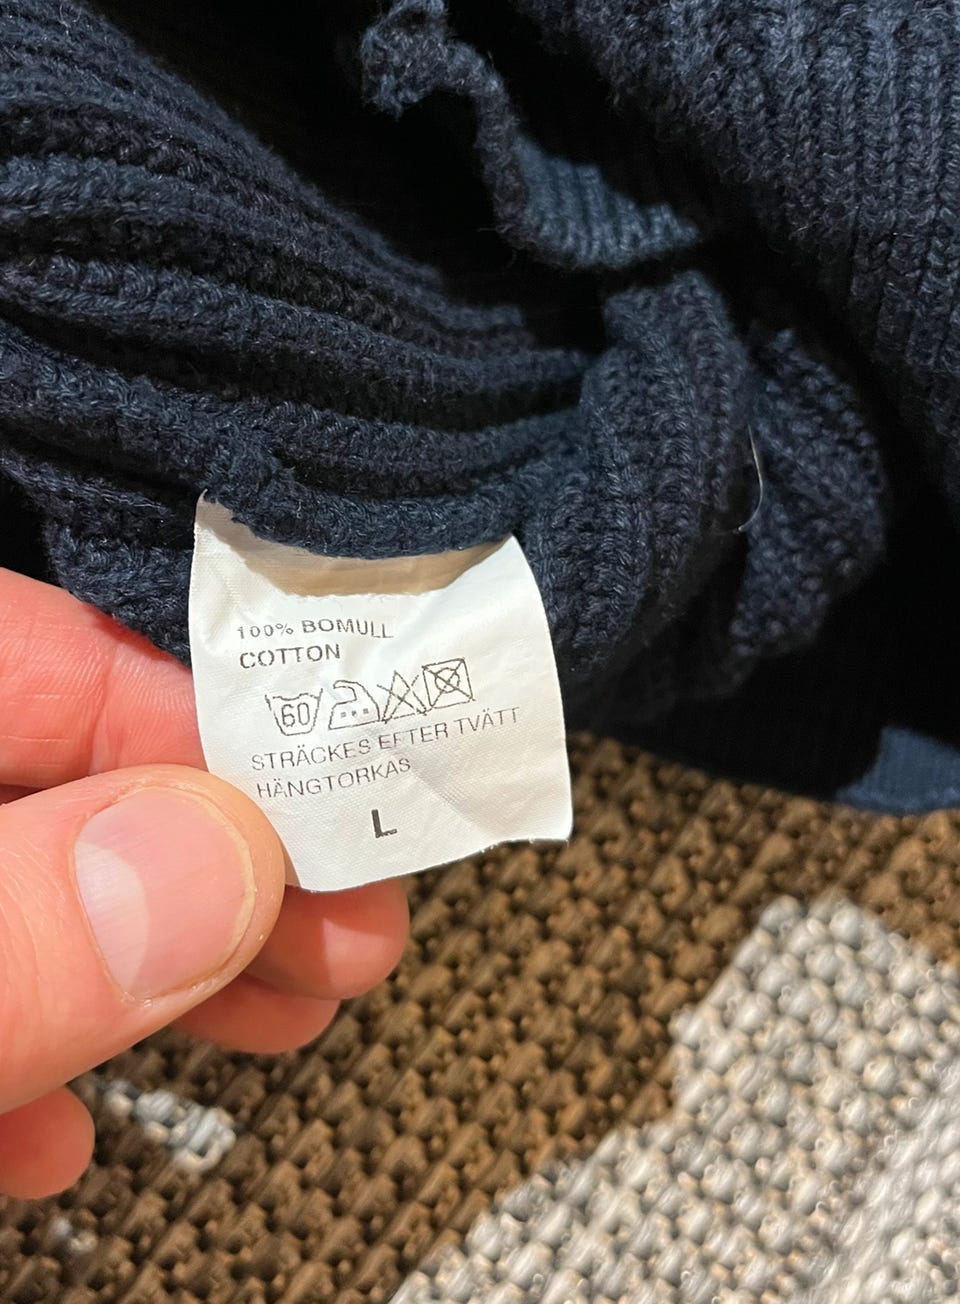 100% BOMULL
COTTON
60
STRÄCKES EFTER TVÄTT
HÄNGTORKAS
L